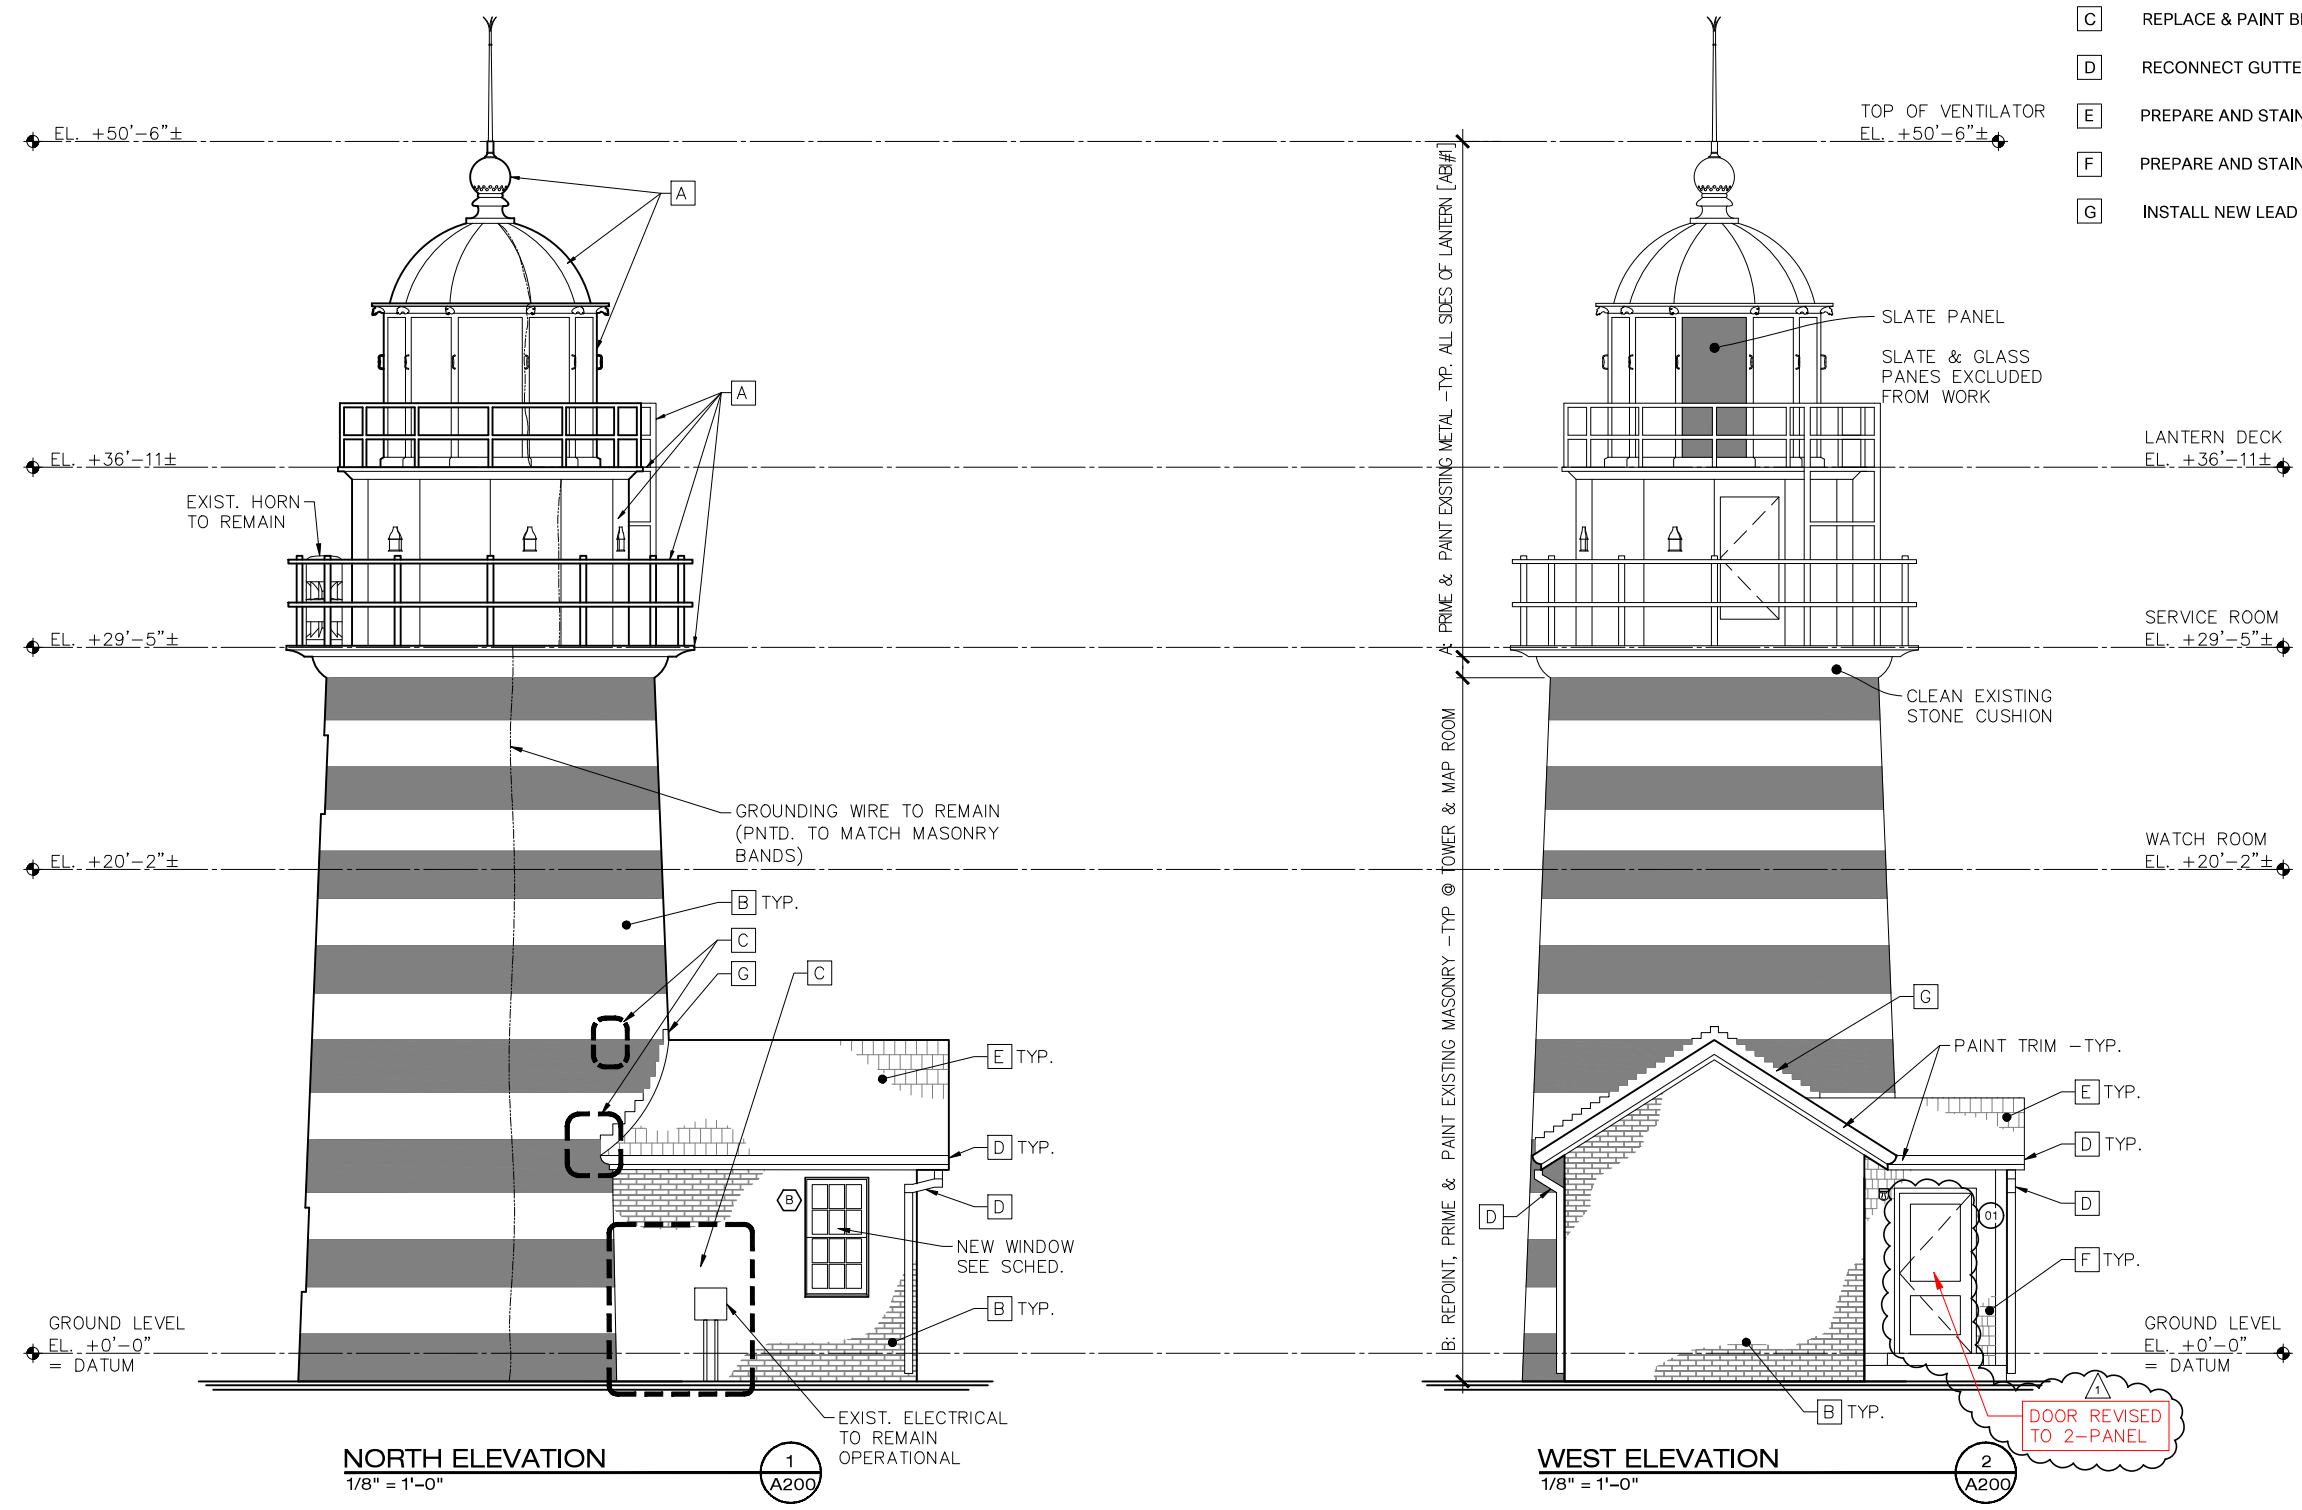 EL. +50'-6"±
A
A
EL. +36'-11±
EXIST. HORN
TO REMAIN
EL. +29'-5"±
GROUNDING WIRE TO REMAIN
(PNTD. TO MATCH MASONRY
BANDS)
EL. +20'-2"±
B TYP.
C
G
C
E TYP.
D TYP.
B
D
NEW WINDOW
SEE SCHED.
B TYP.
GROUND LEVEL
EL. +0'-0"
= DATUM
EXIST. ELECTRICAL
TO REMAIN
OPERATIONAL
NORTH ELEVATION
1/8" = 1'-0"
1
A200
C REPLACE & PAINT
D RECONNECT
E PREPARE AND STAIN
F PREPARE AND STAIN
G INSTALL NEW LEAD
TOP OF VENTILATOR
EL. +50'-6"±
A: PRIME & PAINT EXISTING METAL -TYP. ALL SIDES OF LANTERN [ABI#1]
SLATE PANEL
SLATE & GLASS
PANES EXCLUDED
FROM WORK
LANTERN DECK
EL. +36'-11±
SERVICE ROOM
EL. +29'-5"±
CLEAN EXISTING
STONE CUSHION
B: REPOINT, PRIME & PAINT EXISTING MASONRY -TYP @ TOWER & MAP ROOM
WATCH ROOM
EL. +20'-2"±
G
PAINT TRIM -TYP.
E TYP.
D TYP.
D
D
01
F TYP.
GROUND LEVEL
EL. +0'-0"
= DATUM
B TYP.
1
DOOR REVISED
TO 2-PANEL
WEST ELEVATION
1/8" = 1'-0"
2
A200